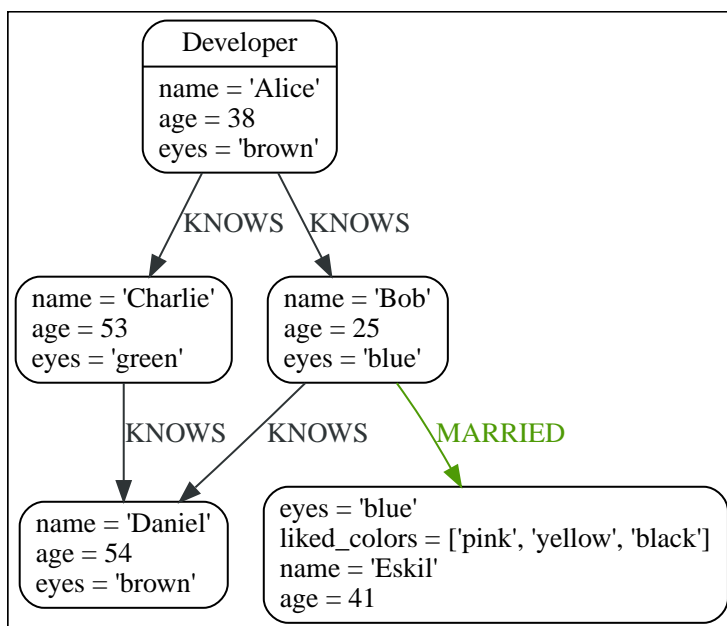 Developer
name = 'Alice'
age = 38
eyes = 'brown'
KNOWS
KNOWS
name = 'Charlie'
age = 53
eyes = 'green'
name = 'Bob'
age = 25
eyes = 'blue'
KNOWS
KNOWS
MARRIED
name = 'Daniel'
age = 54
eyes = 'brown'
eyes = 'blue'
liked_colors = ['pink', 'yellow', 'black']
name = 'Eskil'
age = 41